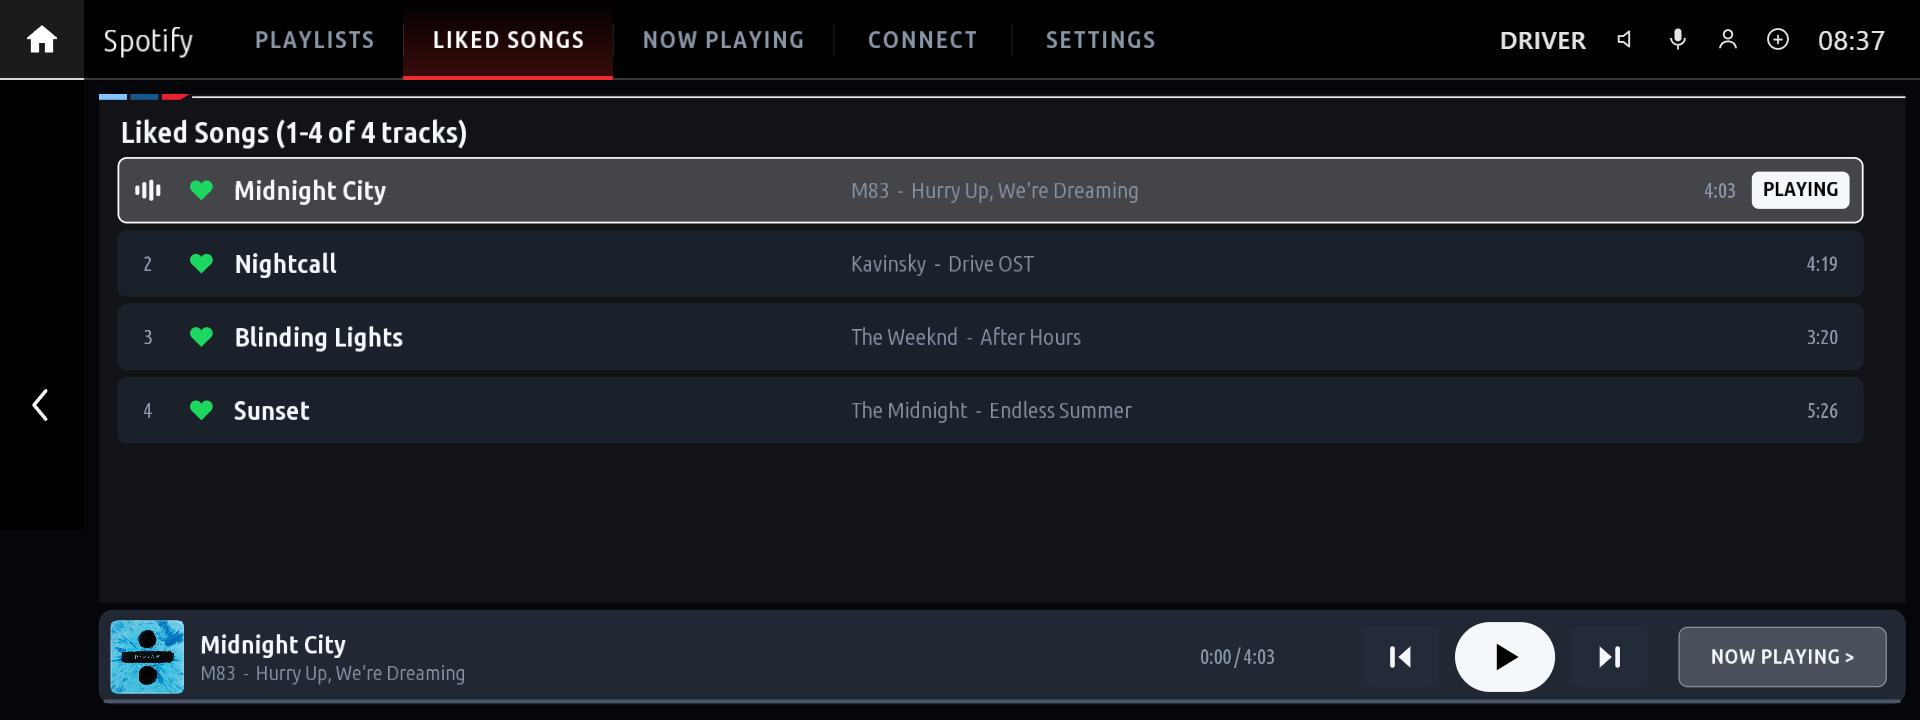 Spotify PLAYLISTS LIKED SONGS NOW PLAYING CONNECT SETTINGS DRIVER 08:37
Liked Songs (1-4 of 4 tracks)
Midnight City M83 - Hurry Up, We're Dreaming 4:03 PLAYING
2 Nightcall Kavinsky - Drive OST 4:19
3 Blinding Lights The Weeknd - After Hours 3:20
4 Sunset The Midnight - Endless Summer 5:26
Midnight City
M83 - Hurry Up, We're Dreaming
0:00 / 4:03
NOW PLAYING >